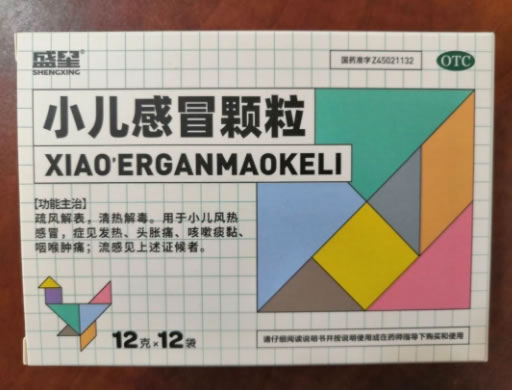 盛星®
SHENGXING
国药准字Z45021132
OTC
小儿感冒颗粒
XIAO'ERGANMAOKELI
【功能主治】
疏风解表，清热解毒。用于小儿风热
感冒，症见发热、头胀痛、咳嗽痰黏、
咽喉肿痛；流感见上述证候者。
12克×12袋
请仔细阅读说明书并按说明使用或在药师指导下购买和使用